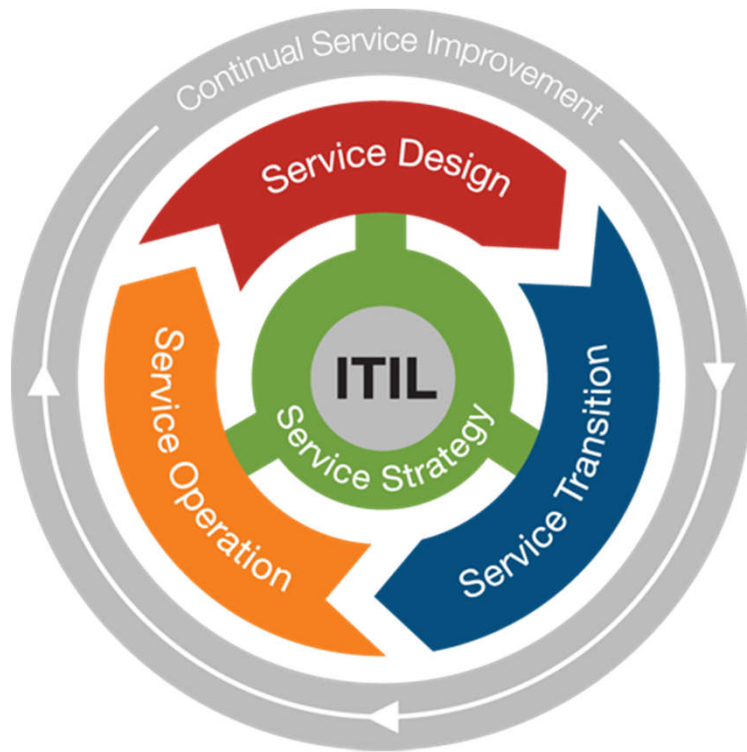 Continual Service Improvement
Service Design
Service Transition
Service Operation
Service Strategy
ITIL